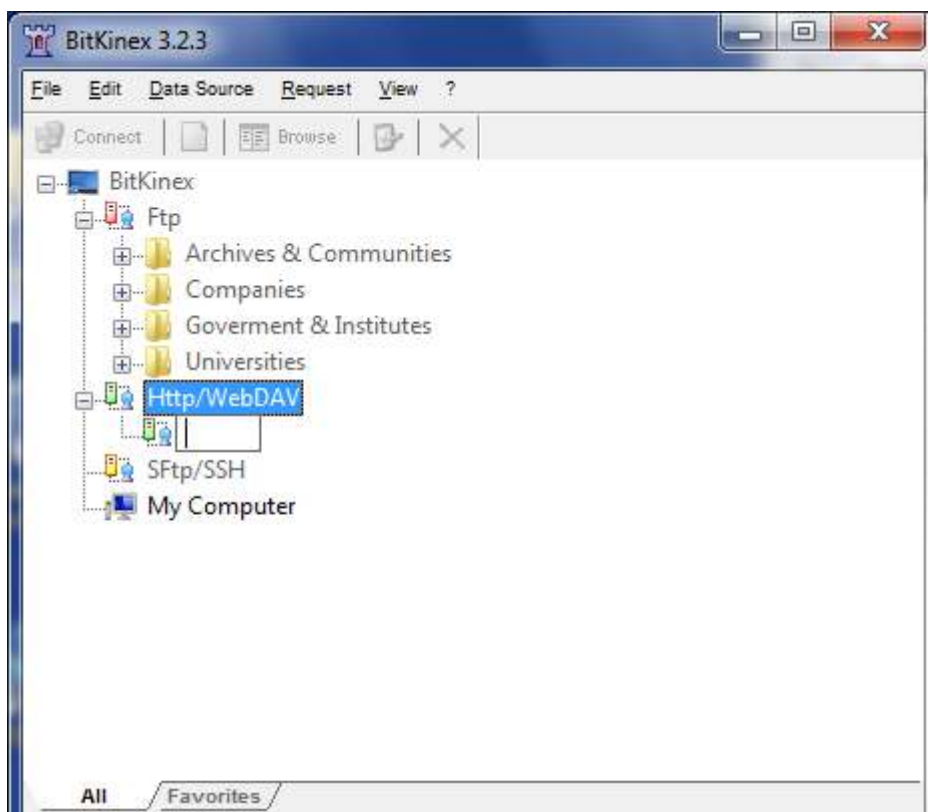 BitKinex 3.2.3
File Edit Data Source Request View ?
Connect Browse
BitKinex
Ftp
Archives & Communities
Companies
Goverment & Institutes
Universities
Http/WebDAV
SFtp/SSH
My Computer
All Favorites